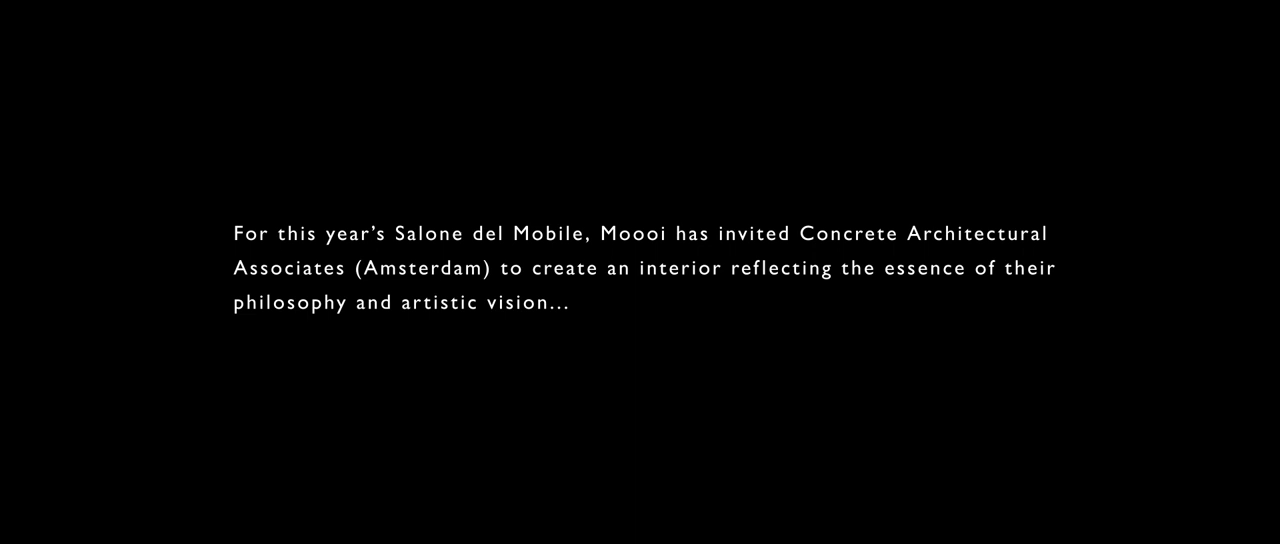 For this year’s Salone del Mobile, Moooi has invited Concrete Architectural
Associates (Amsterdam) to create an interior reflecting the essence of their
philosophy and artistic vision...